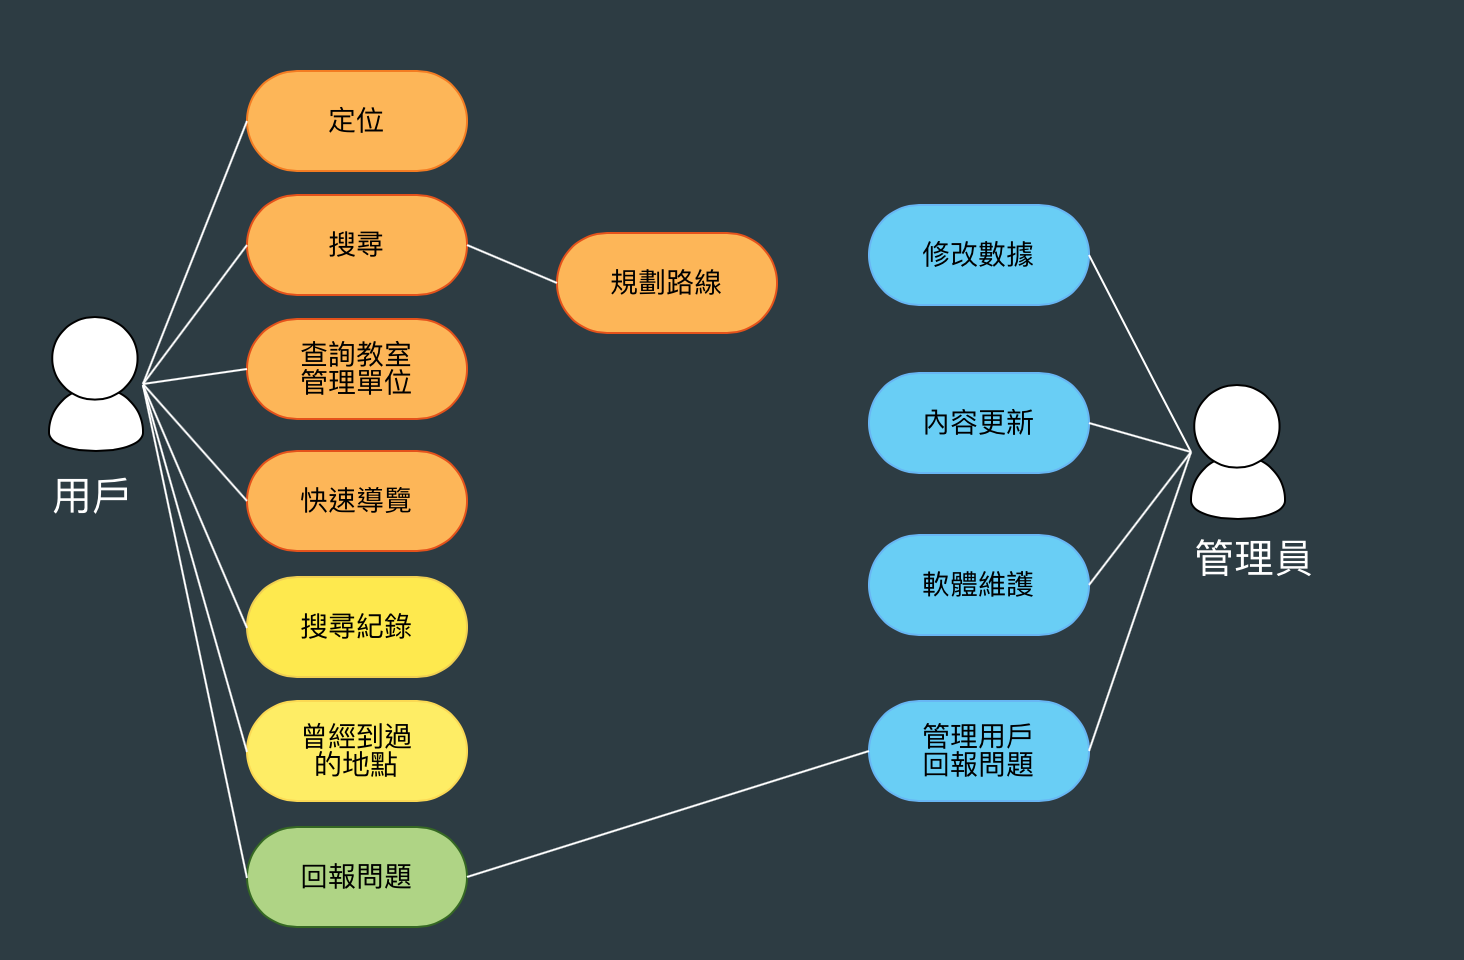 定位
搜尋
規劃路線
查詢教室
管理單位
快速導覽
搜尋紀錄
曾經到過
的地點
回報問題
用戶
修改數據
內容更新
軟體維護
管理用戶
回報問題
管理員